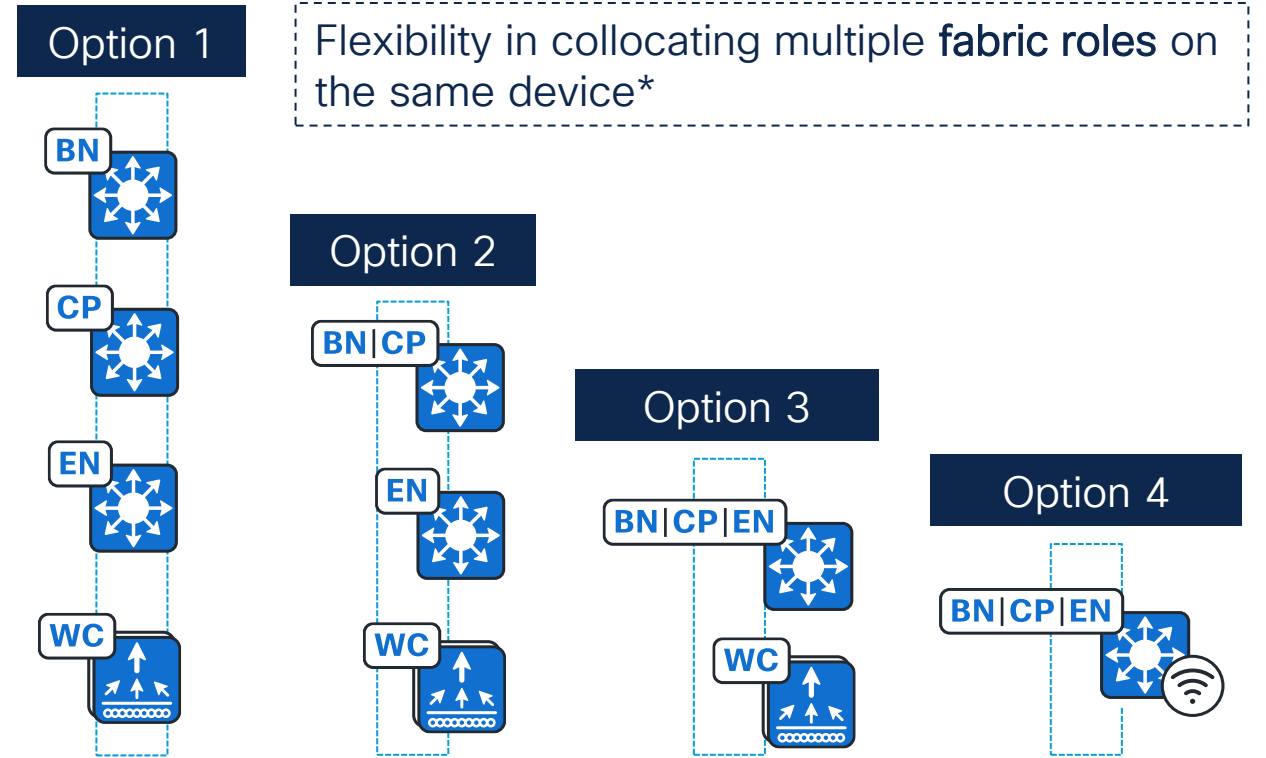 Option 1
Flexibility in collocating multiple fabric roles on
the same device*
BN
CP
EN
WC
Option 2
BN|CP
EN
WC
Option 3
BN|CP|EN
WC
Option 4
BN|CP|EN